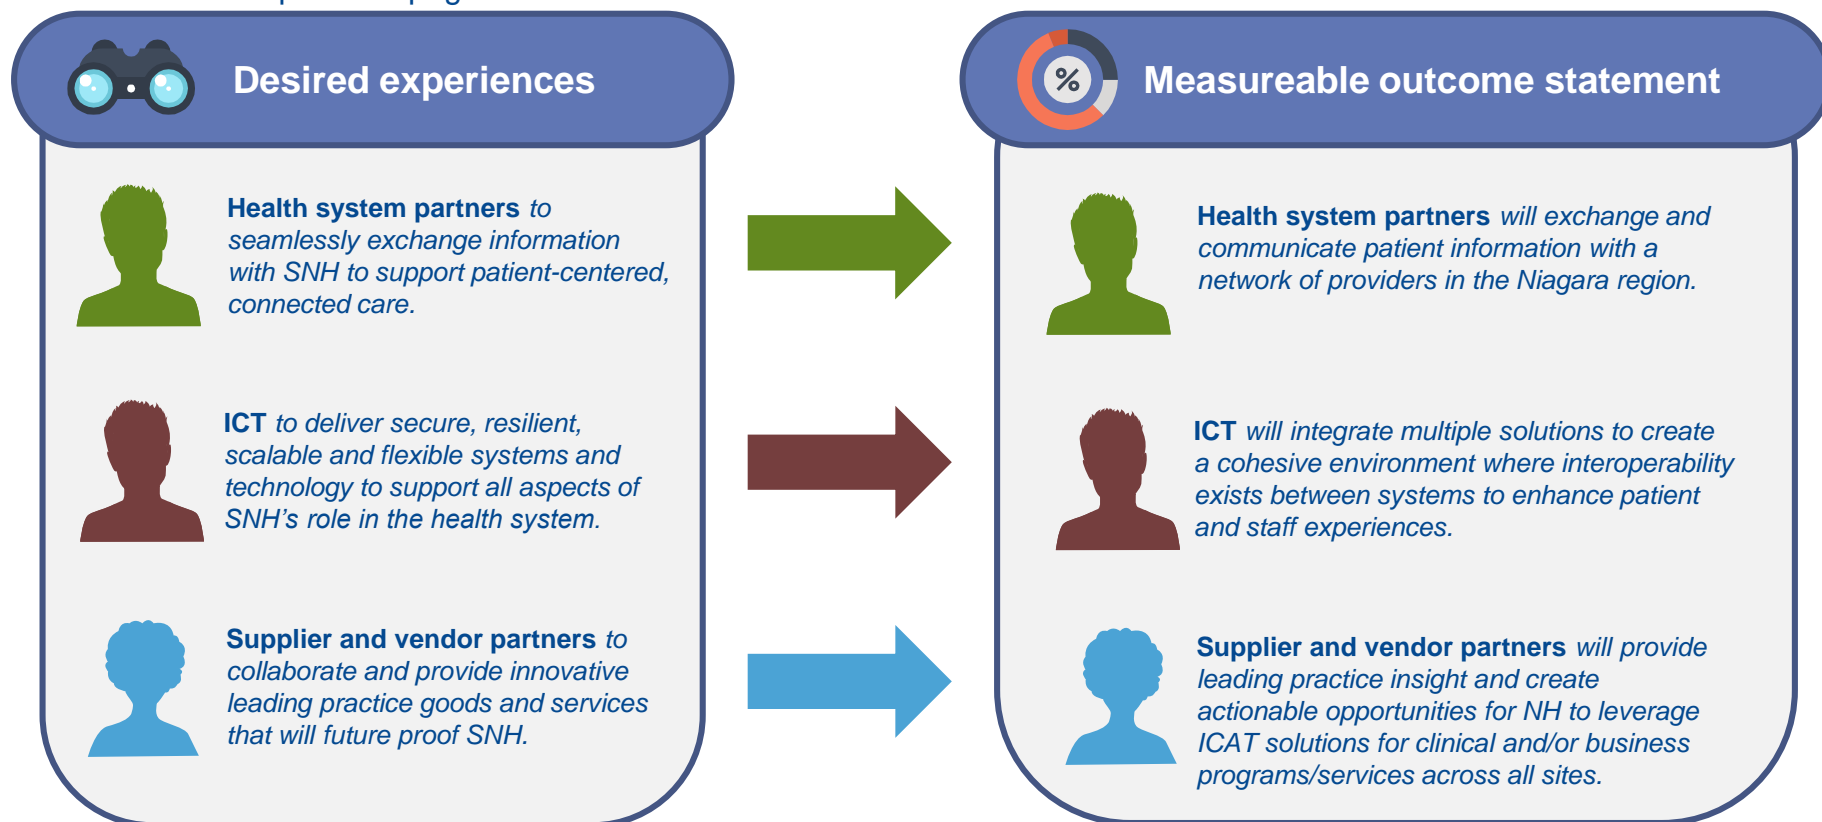 Desired experiences
Health system partners to
seamlessly exchange information
with SNH to support patient-centered,
connected care.
ICT to deliver secure, resilient,
scalable and flexible systems and
technology to support all aspects of
SNH's role in the health system.
Supplier and vendor partners to
collaborate and provide innovative
leading practice goods and services
that will future proof SNH.
%
Measureable outcome statement
Health system partners will exchange and
communicate patient information with a
network of providers in the Niagara region.
ICT will integrate multiple solutions to create
a cohesive environment where interoperability
exists between systems to enhance patient
and staff experiences.
Supplier and vendor partners will provide
leading practice insight and create
actionable opportunities for NH to leverage
ICAT solutions for clinical and/or business
programs/services across all sites.